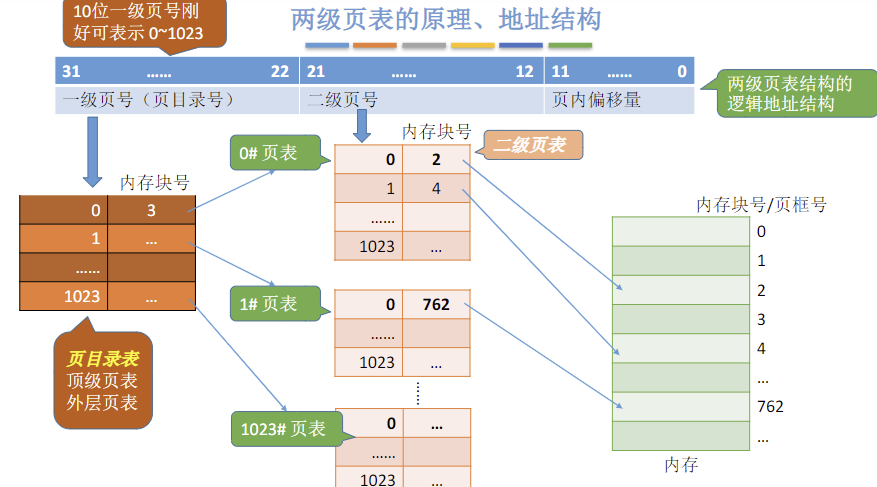 10位一级页号刚
好可表示 0~1023
两级页表的原理、地址结构
31 …… 22 21 …… 12 11 …… 0
一级页号（页目录号） 二级页号 页内偏移量
两级页表结构的
逻辑地址结构
内存块号
0 3
1 …
……
1023 …
页目录表
顶级页表
外层页表
0# 页表
内存块号
二级页表
0 2
1 4
……
1023 …
1# 页表
0 762
……
1023 …
1023# 页表
0 …
……
1023 …
内存块号/页框号
0
1
2
3
4
…
762
…
内存